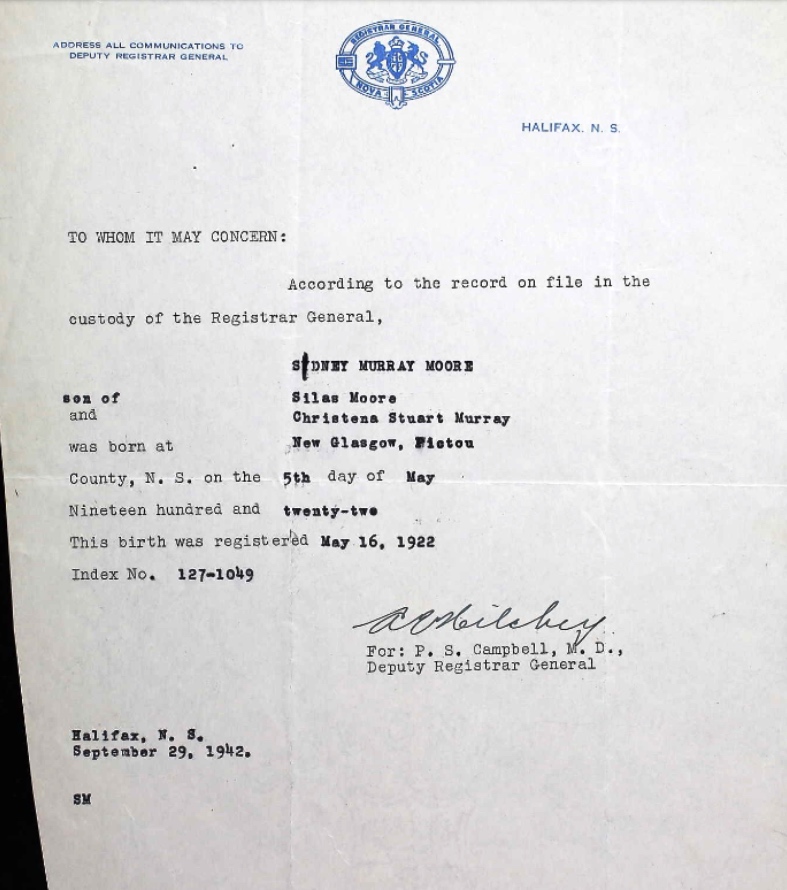 ADDRESS ALL COMMUNICATIONS TO
DEPUTY REGISTRAR GENERAL
REGISTRAR GENERAL
NOVA SCOTIA
HALIFAX. N. S.
TO WHOM IT MAY CONCERN:
According to the record on file in the
custody of the Registrar General,
SYDNEY MURRAY MOORE
son of Silas Moore
and Christena Stuart Murray
was born at New Glasgow, Pictou
County, N. S. on the 5th day of May
Nineteen hundred and twenty-two
This birth was registered May 16, 1922
Index No. 127-1049
For: P. S. Campbell, M. D.,
Deputy Registrar General
Halifax, N. S.
September 29, 1942.
SM